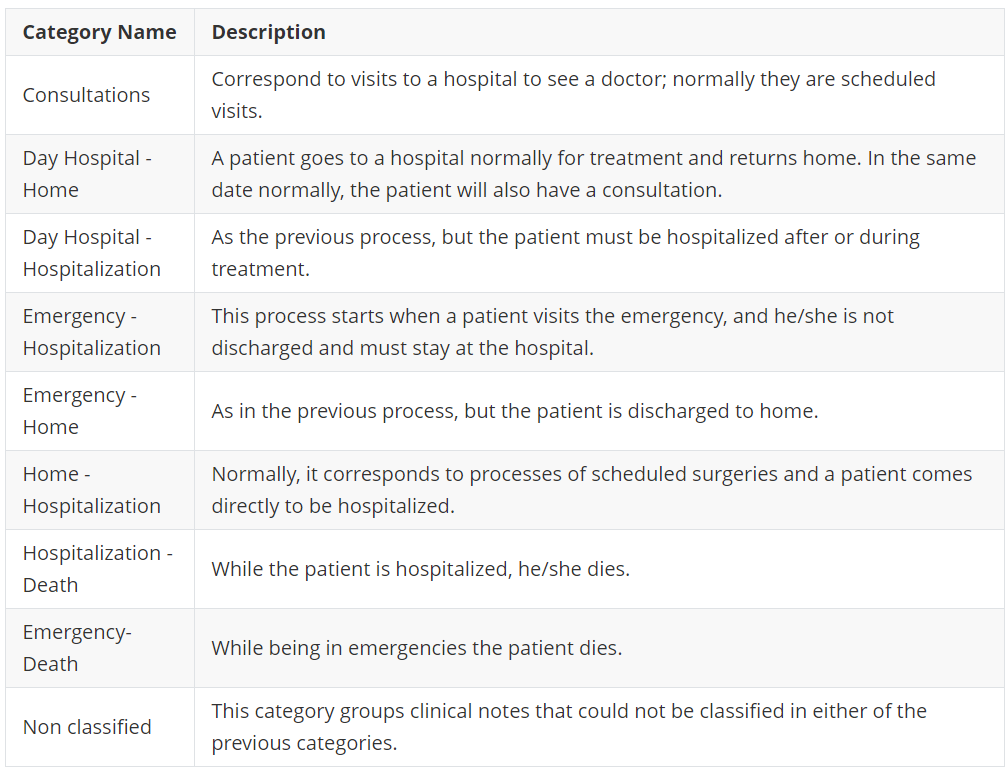 Category Name Description
Consultations
Correspond to visits to a hospital to see a doctor; normally they are scheduled
visits.
Day Hospital -
Home
A patient goes to a hospital normally for treatment and returns home. In the same
date normally, the patient will also have a consultation.
Day Hospital -
Hospitalization
As the previous process, but the patient must be hospitalized after or during
treatment.
Emergency -
Hospitalization
This process starts when a patient visits the emergency, and he/she is not
discharged and must stay at the hospital.
Emergency -
Home
As in the previous process, but the patient is discharged to home.
Home -
Hospitalization
Normally, it corresponds to processes of scheduled surgeries and a patient comes
directly to be hospitalized.
Hospitalization -
Death
While the patient is hospitalized, he/she dies.
Emergency-
Death
While being in emergencies the patient dies.
Non classified
This category groups clinical notes that could not be classified in either of the
previous categories.